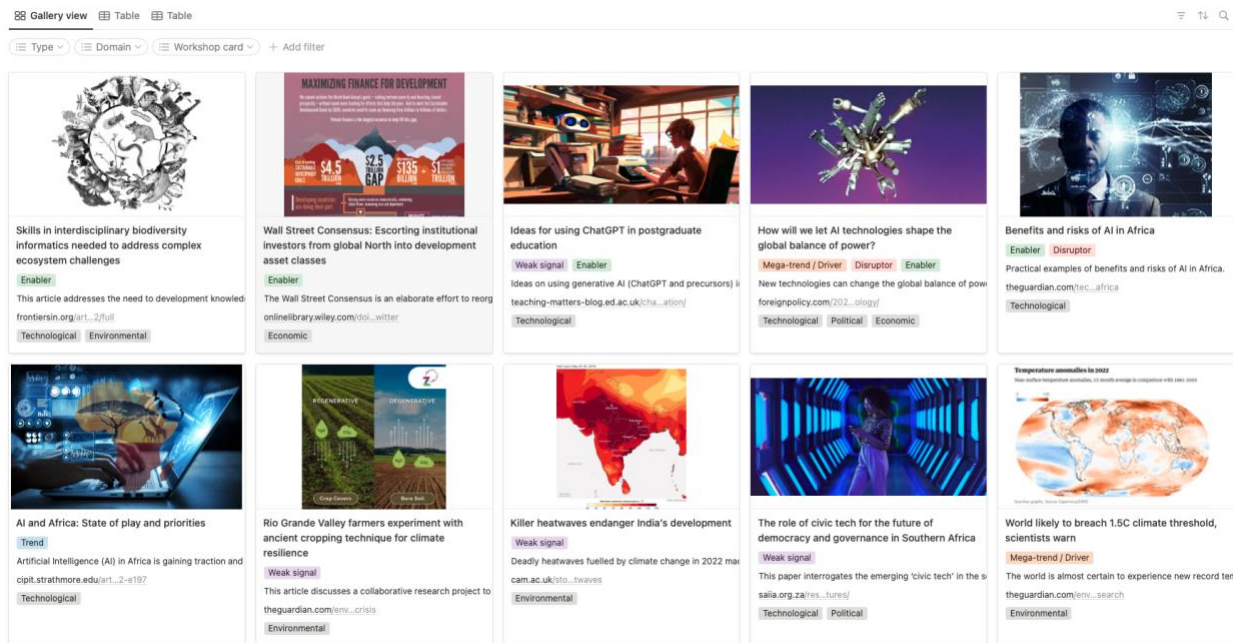 Gallery view Table Table
Type Domain Workshop card + Add filter
Skills in interdisciplinary biodiversity
informatics needed to address complex
ecosystem challenges
Enabler
This article addresses the need to development knowled
frontiersin.org/art...2/full
Technological Environmental
MAXIMIZING FINANCE FOR DEVELOPMENT
$4.5
TRILLION
$2.5
TRILLION
GAP
$135
BILLION
+
$1
TRILLION
Wall Street Consensus: Escorting institutional
investors from global North into development
asset classes
Enabler
The Wall Street Consensus is an elaborate effort to reorg
onlinelibrary.wiley.com/doi...witter
Economic
Ideas for using ChatGPT in postgraduate
education
Weak signal Enabler
Ideas on using generative AI (ChatGPT and precursors) i
teaching-matters-blog.ed.ac.uk/cha...ation/
Technological
How will we let AI technologies shape the
global balance of power?
Mega-trend / Driver Disruptor Enabler
New technologies can change the global balance of pow
foreignpolicy.com/202...ology/
Technological Political Economic
Benefits and risks of AI in Africa
Enabler Disruptor
Practical examples of benefits and risks of AI in Africa.
theguardian.com/tec...africa
Technological
AI and Africa: State of play and priorities
Trend
Artificial Intelligence (AI) in Africa is gaining traction and
cipit.strathmore.edu/art...2-e197
Technological
REGENERATIVE DEGENERATIVE
Crop Covers Bare Soil
Rio Grande Valley farmers experiment with
ancient cropping technique for climate
resilience
Weak signal
This article discusses a collaborative research project to
theguardian.com/env...crisis
Environmental
Killer heatwaves endanger India's development
Weak signal
Deadly heatwaves fuelled by climate change in 2022 mad
cam.ac.uk/sto...twaves
Environmental
The role of civic tech for the future of
democracy and governance in Southern Africa
Weak signal
This paper interrogates the emerging 'civic tech' in the s
saiia.org.za/res...tures/
Technological Political
Temperature anomalies in 2022
World likely to breach 1.5C climate threshold,
scientists warn
Mega-trend / Driver
The world is almost certain to experience new record ten
theguardian.com/env...search
Environmental